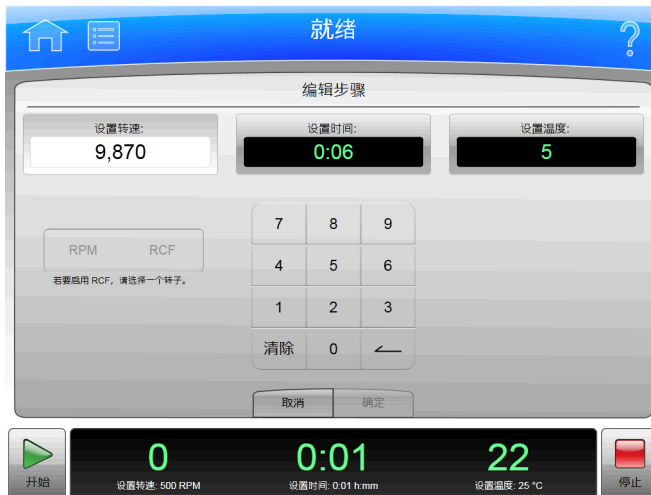 就绪
?
编辑步骤
设置转速: 设置时间: 设置温度:
9,870 0:06 5
7 8 9
RPM RCF
4 5 6
若要启用 RCF，请选择一个转子。
1 2 3
清除 0
取消 确定
0 0:01 22
开始 设置转速: 500 RPM 设置时间: 0:01 h:mm 设置温度: 25 °C 停止